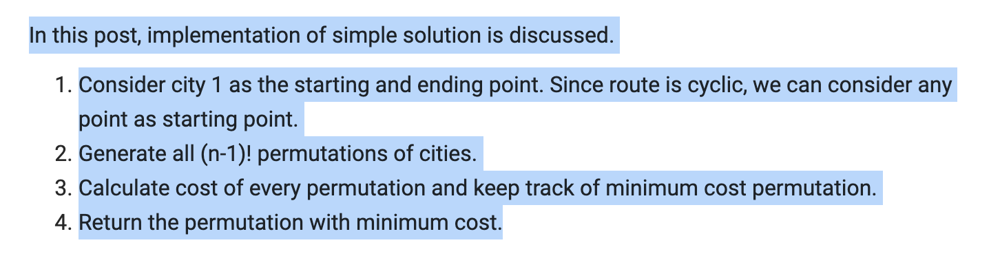 In this post, implementation of simple solution is discussed.
1. Consider city 1 as the starting and ending point. Since route is cyclic, we can consider any
point as starting point.
2. Generate all (n-1)! permutations of cities.
3. Calculate cost of every permutation and keep track of minimum cost permutation.
4. Return the permutation with minimum cost.